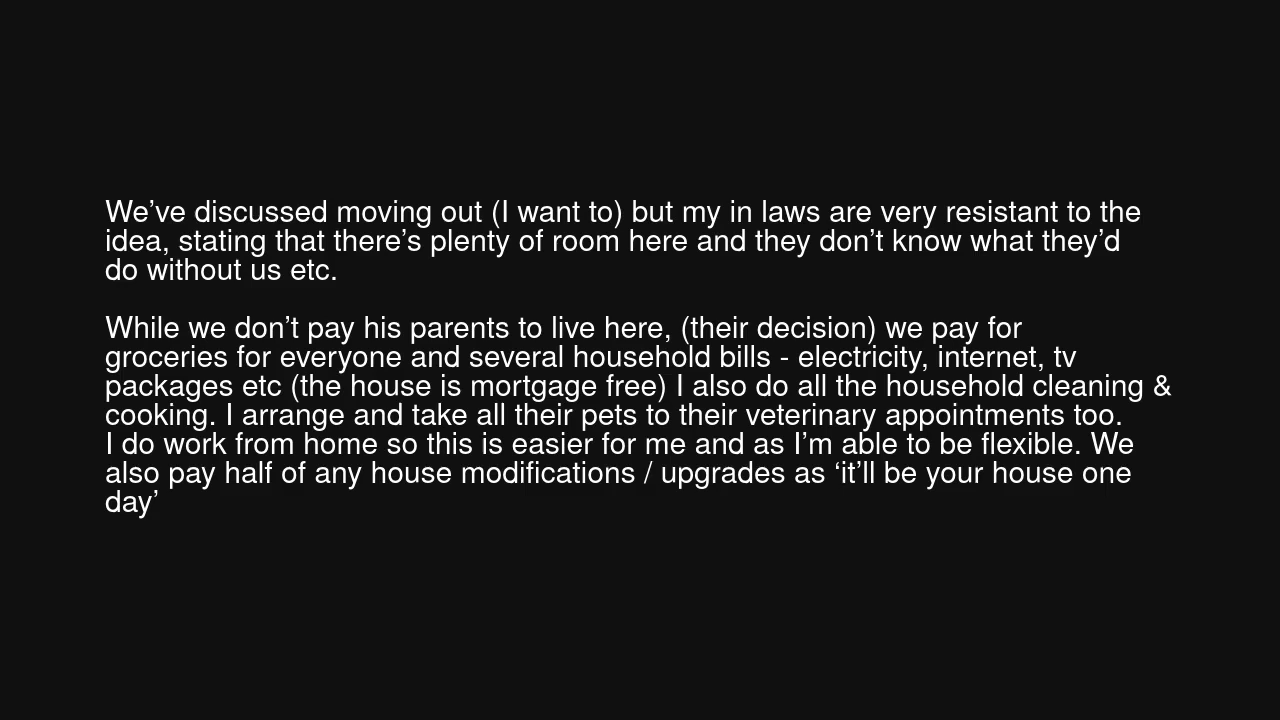 We’ve discussed moving out (I want to) but my in laws are very resistant to the
idea, stating that there’s plenty of room here and they don’t know what they’d
do without us etc.
While we don’t pay his parents to live here, (their decision) we pay for
groceries for everyone and several household bills - electricity, internet, tv
packages etc (the house is mortgage free) I also do all the household cleaning &
cooking. I arrange and take all their pets to their veterinary appointments too.
I do work from home so this is easier for me and as I’m able to be flexible. We
also pay half of any house modifications / upgrades as ‘it’ll be your house one
day’